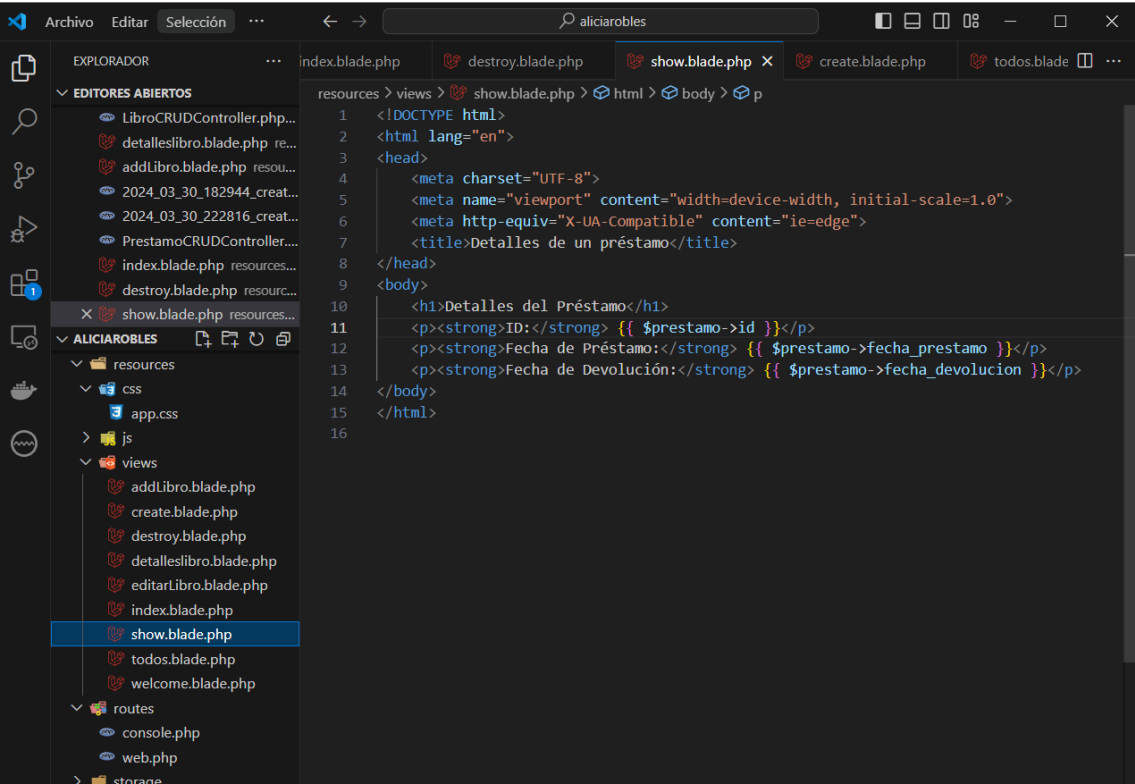 Archivo Editar Selección ··· aliciarobles
EXPLORADOR ···
EDITORES ABIERTOS
LibroCRUDController.php...
detalleslibro.blade.php re...
addLibro.blade.php resou...
2024_03_30_182944_creat...
2024_03_30_222816_creat...
PrestamoCRUDController....
index.blade.php resources...
destroy.blade.php resourc...
show.blade.php resources...
1
ALICIAROBLES
resources
css
app.css
js
views
addLibro.blade.php
create.blade.php
destroy.blade.php
detalleslibro.blade.php
editarLibro.blade.php
index.blade.php
show.blade.php
todos.blade.php
welcome.blade.php
routes
console.php
web.php
storage
index.blade.php destroy.blade.php show.blade.php create.blade.php todos.blade ···
resources > views > show.blade.php > html > body > p
1 <!DOCTYPE html>
2 <html lang="en">
3 <head>
4 <meta charset="UTF-8">
5 <meta name="viewport" content="width=device-width, initial-scale=1.0">
6 <meta http-equiv="X-UA-Compatible" content="ie=edge">
7 <title>Detalles de un préstamo</title>
8 </head>
9 <body>
10 <h1>Detalles del Préstamo</h1>
11 <p><strong>ID:</strong> {{ $prestamo->id }}</p>
12 <p><strong>Fecha de Préstamo:</strong> {{ $prestamo->fecha_prestamo }}</p>
13 <p><strong>Fecha de Devolución:</strong> {{ $prestamo->fecha_devolucion }}</p>
14 </body>
15 </html>
16